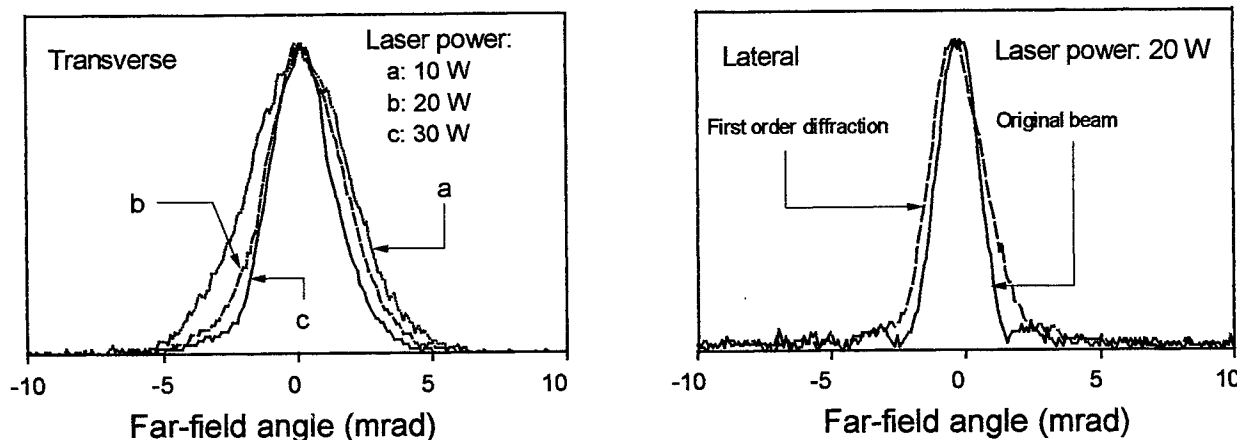 Transverse
Laser power:
a: 10 W
b: 20 W
c: 30 W
a
b
c
-10
-5
0
5
10
Far-field angle (mrad)
Lateral
Laser power: 20 W
First order diffraction
Original beam
-10
-5
0
5
10
Far-field angle (mrad)